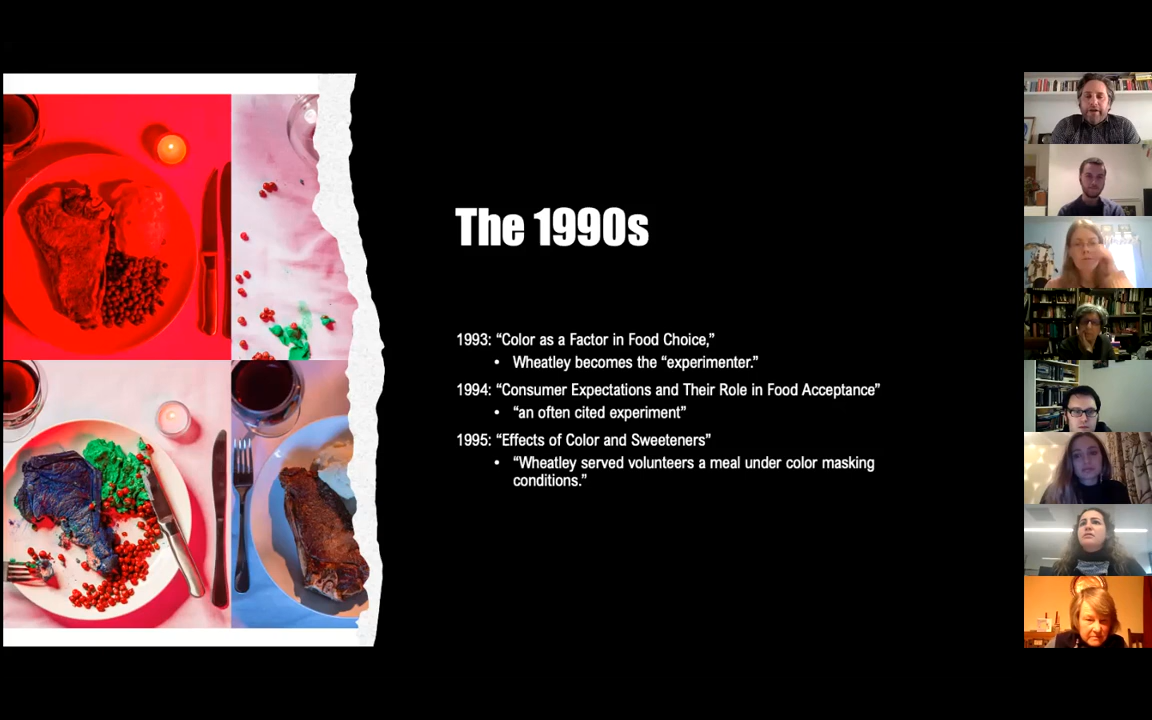 The 1990s
1993: “Color as a Factor in Food Choice,”
• Wheatley becomes the “experimenter.”
1994: “Consumer Expectations and Their Role in Food Acceptance”
• “an often cited experiment”
1995: “Effects of Color and Sweeteners”
• “Wheatley served volunteers a meal under color masking
conditions.”